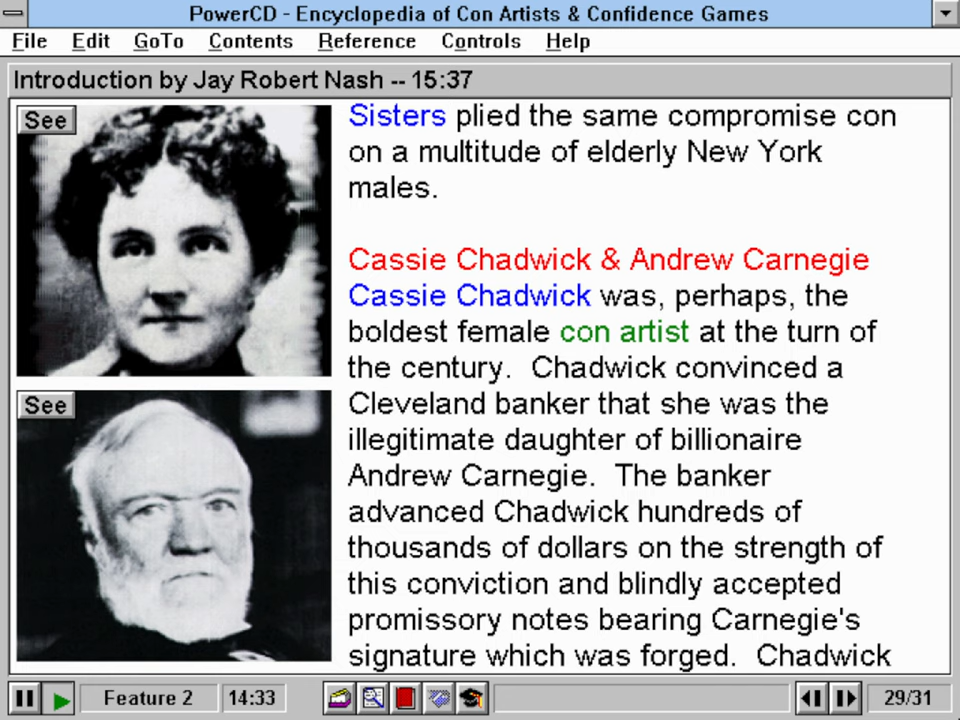 PowerCD - Encyclopedia of Con Artists & Confidence Games
File Edit GoTo Contents Reference Controls Help
Introduction by Jay Robert Nash -- 15:37
See
See
Sisters plied the same compromise con
on a multitude of elderly New York
males.
Cassie Chadwick & Andrew Carnegie
Cassie Chadwick was, perhaps, the
boldest female con artist at the turn of
the century.  Chadwick convinced a
Cleveland banker that she was the
illegitimate daughter of billionaire
Andrew Carnegie.  The banker
advanced Chadwick hundreds of
thousands of dollars on the strength of
this conviction and blindly accepted
promissory notes bearing Carnegie's
signature which was forged.  Chadwick
Feature 2 14:33 29/31